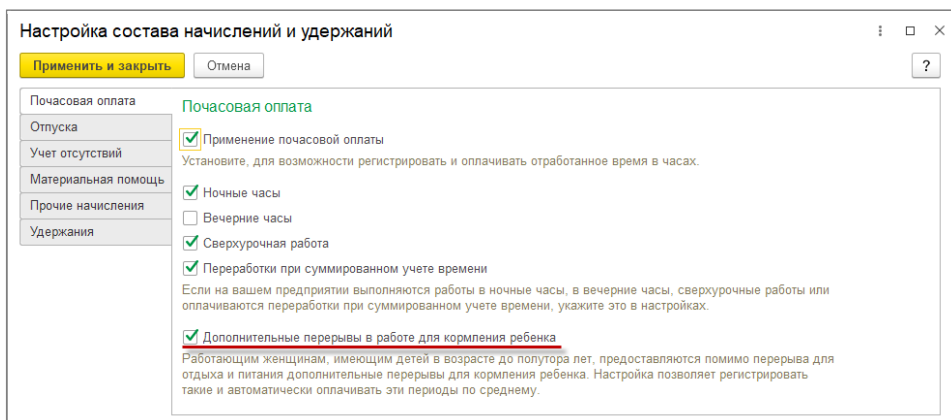 Настройка состава начислений и удержаний
Применить и закрыть
Отмена
?
Почасовая оплата
Отпуска
Учет отсутствий
Материальная помощь
Прочие начисления
Удержания
Почасовая оплата
Применение почасовой оплаты
Установите, для возможности регистрировать и оплачивать отработанное время в часах.
Ночные часы
Вечерние часы
Сверхурочная работа
Переработки при суммированном учете времени
Если на вашем предприятии выполняются работы в ночные часы, в вечерние часы, сверхурочные работы или
оплачиваются переработки при суммированном учете времени, укажите это в настройках.
Дополнительные перерывы в работе для кормления ребенка
Работающим женщинам, имеющим детей в возрасте до полутора лет, предоставляются помимо перерыва для
отдыха и питания дополнительные перерывы для кормления ребенка. Настройка позволяет регистрировать
такие и автоматически оплачивать эти периоды по среднему.